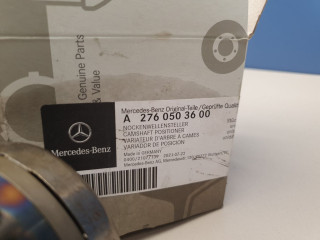 Genuine Parts
& Value
Mercedes-Benz
Mercedes-Benz Original-Teile / Geprüfte
A 276 050 36 00
NOCKENWELLENSTELLER
CAMSHAFT POSITIONER
VARIATEUR D'ARBRE A CAMES
VARIADOR DE POSICION
Made in GERMANY